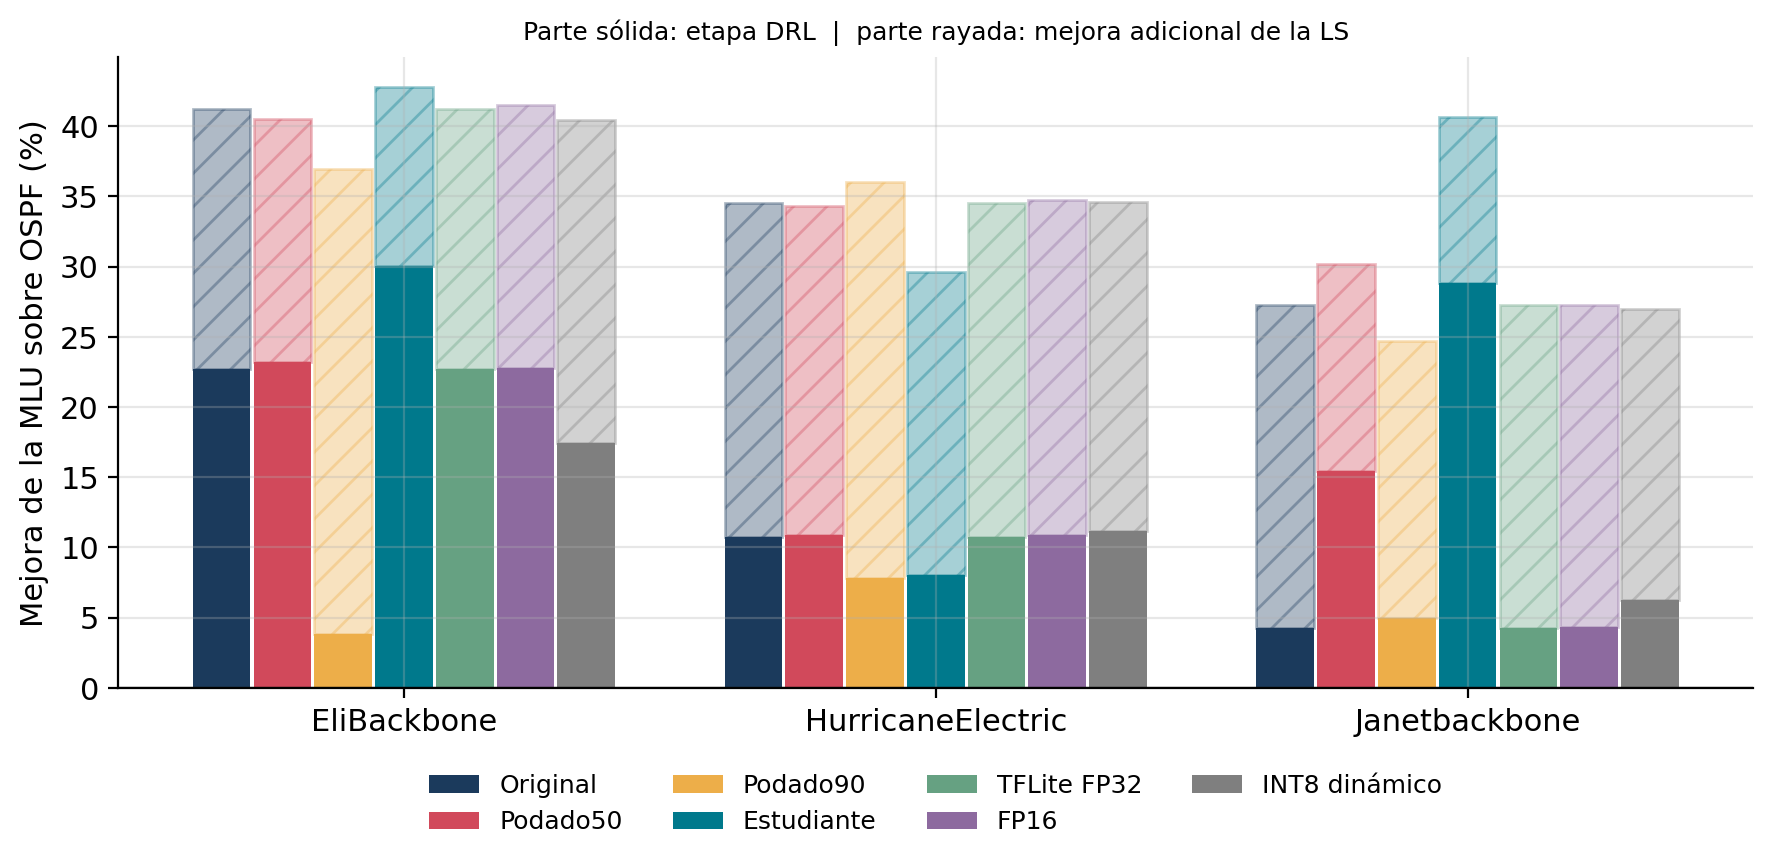 Parte sólida: etapa DRL | parte rayada: mejora adicional de la LS
Mejora de la MLU sobre OSPF (%)
40
35
30
25
20
15
10
5
0
EliBackbone
HurricaneElectric
Janetbackbone
Original
Podado50
Podado90
Estudiante
TFLite FP32
FP16
INT8 dinámico